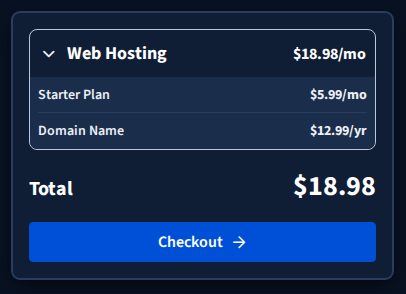 Web Hosting $18.98/mo
Starter Plan $5.99/mo
Domain Name $12.99/yr
Total $18.98
Checkout →